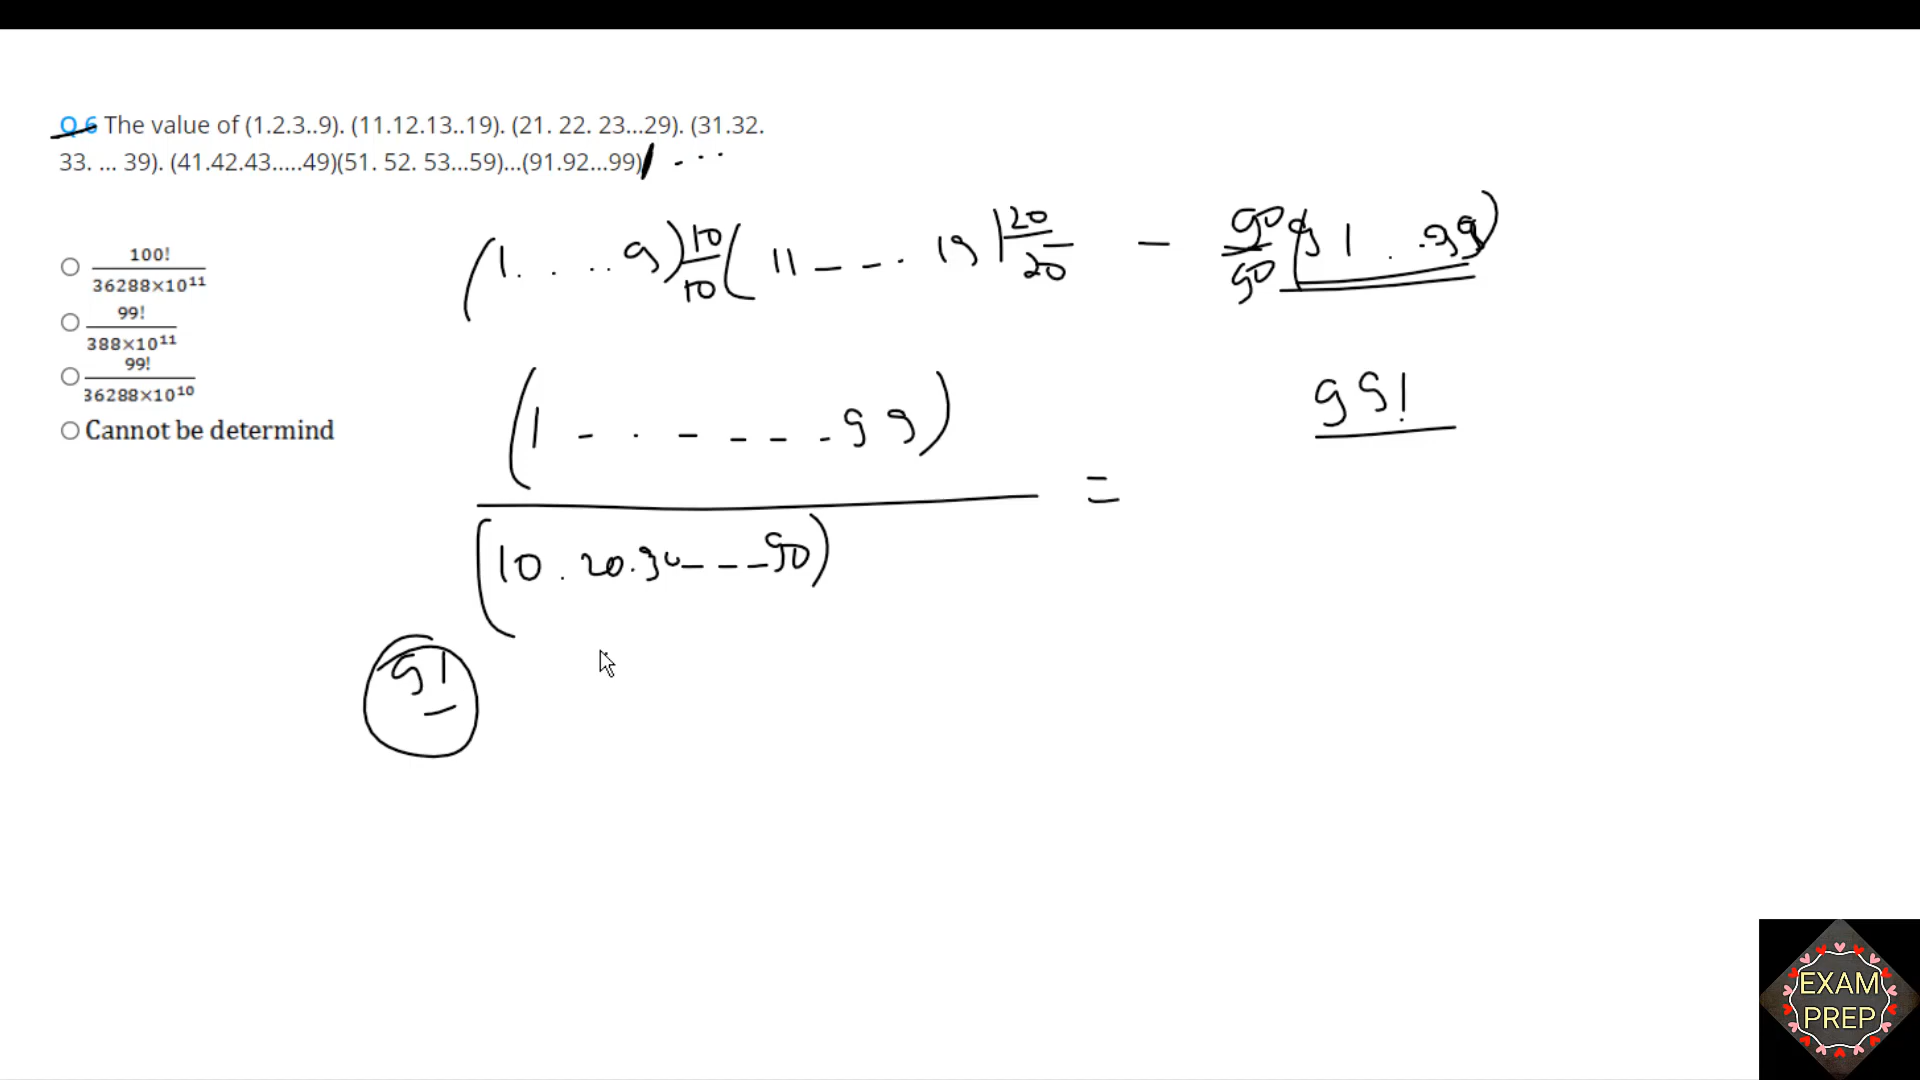 Q 6 The value of (1.2.3..9). (11.12.13..19). (21. 22. 23...29). (31.32.
33. ... 39). (41.42.43.....49)(51. 52. 53...59)...(91.92...99) - ...
(1. . . . 9) 10/10 (11 - - . . 19) 20/20 - 90/90 (91 . . 99)
100!
36288×10¹¹
99!
388×10¹¹
99!
36288×10¹⁰
Cannot be determind
(1 - . - - - - 99)
=
99!
(10 . 20.30 - - - 90)
9!
EXAM
PREP